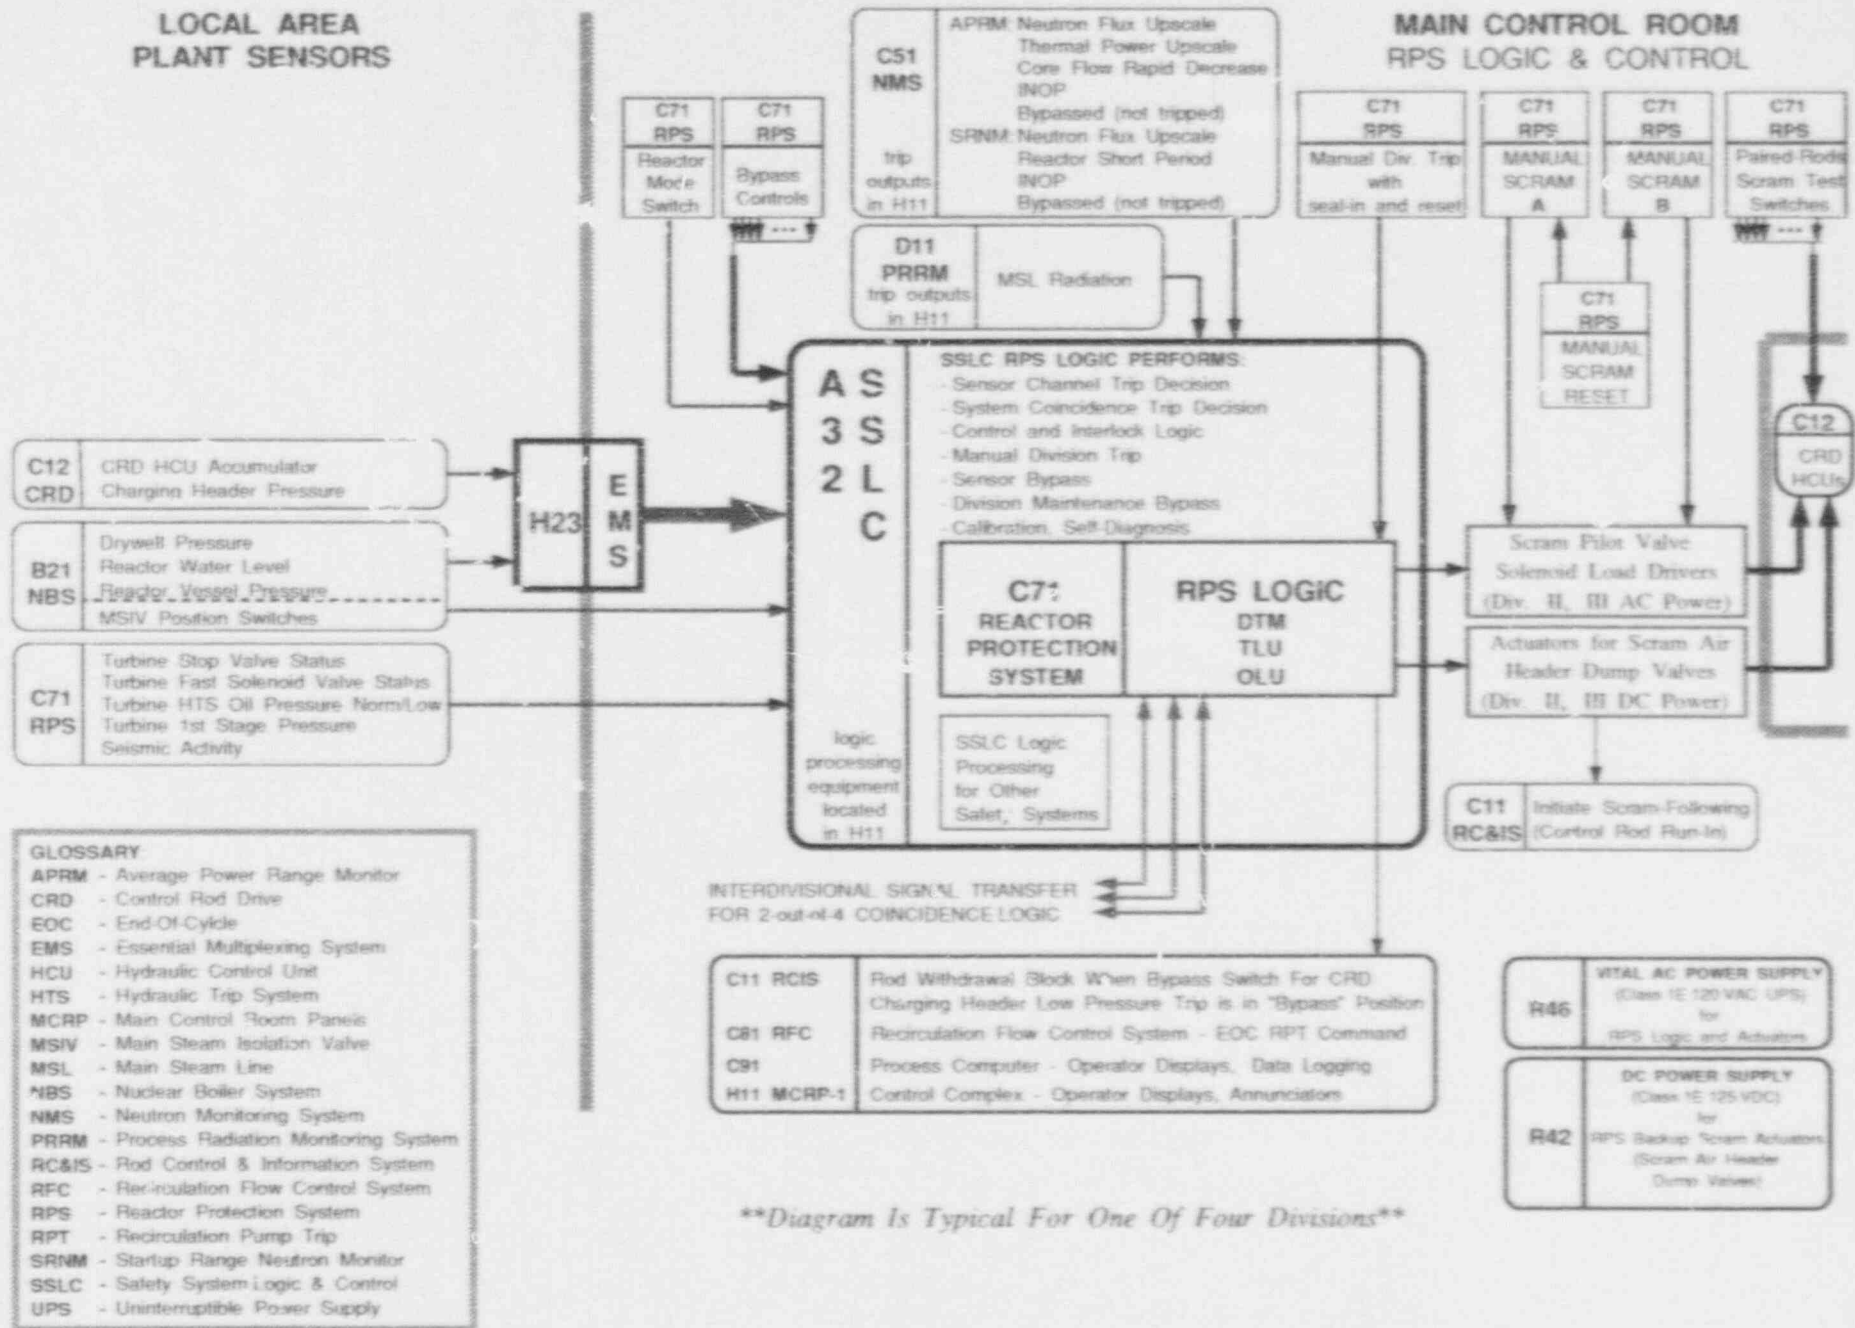 LOCAL AREA
PLANT SENSORS
MAIN CONTROL ROOM
RPS LOGIC & CONTROL
C71
RPS
Reactor
Mode
Switch
C71
RPS
Bypass
Controls
---
C51
NMS
trip
outputs
in H11
APRM: Neutron Flux Upscale
Thermal Power Upscale
Core Flow Rapid Decrease
INOP
Bypassed (not tripped)
SRNM: Neutron Flux Upscale
Reactor Short Period
INOP
Bypassed (not tripped)
C71
RPS
Manual Div. Trip
with
seal-in and reset
C71
RPS
MANUAL
SCRAM
A
C71
RPS
MANUAL
SCRAM
B
C71
RPS
Paired-Rods
Scram Test
Switches
---
D11
PRRM
trip outputs
in H11
MSL Radiation
C71
RPS
MANUAL
SCRAM
RESET
C12
CRD
HCUs
C12
CRD
CRD HCU Accumulator
Charging Header Pressure
B21
NBS
Drywell Pressure
Reactor Water Level
Reactor Vessel Pressure
MSIV Position Switches
C71
RPS
Turbine Stop Valve Status
Turbine Fast Solenoid Valve Status
Turbine HTS Oil Pressure Norm/Low
Turbine 1st Stage Pressure
Seismic Activity
H23
E
M
S
A S
3 S
2 L
C
logic
processing
equipment
located
in H11
SSLC RPS LOGIC PERFORMS:
- Sensor Channel Trip Decision
- System Coincidence Trip Decision
- Control and Interlock Logic
- Manual Division Trip
- Sensor Bypass
- Division Maintenance Bypass
- Calibration, Self-Diagnosis
C71
REACTOR
PROTECTION
SYSTEM
RPS LOGIC
DTM
TLU
OLU
SSLC Logic
Processing
for Other
Safet, Systems
Scram Pilot Valve
Solenoid Load Drivers
(Div. II, III AC Power)
Actuators for Scram Air
Header Dump Valves
(Div. II, III DC Power)
C11
RC&IS
Initiate Scram-Following
(Control Rod Run-In)
INTERDIVISIONAL SIGNAL TRANSFER
FOR 2-out-of-4 COINCIDENCE LOGIC
C11 RCIS Rod Withdrawal Block When Bypass Switch For CRD
Charging Header Low Pressure Trip is in "Bypass" Position
C81 RFC Recirculation Flow Control System - EOC RPT Command
C91 Process Computer - Operator Displays, Data Logging
H11 MCRP-1 Control Complex - Operator Displays, Annunciators
R46
VITAL AC POWER SUPPLY
(Class 1E 120 VAC UPS)
for
RPS Logic and Actuators
R42
DC POWER SUPPLY
(Class 1E 125 VDC)
for
RPS Backup Scram Actuators
(Scram Air Header
Dump Valves)
GLOSSARY
APRM - Average Power Range Monitor
CRD - Control Rod Drive
EOC - End-Of-Cylcle
EMS - Essential Multiplexing System
HCU - Hydraulic Control Unit
HTS - Hydraulic Trip System
MCRP - Main Control Room Panels
MSIV - Main Steam Isolation Valve
MSL - Main Steam Line
NBS - Nuclear Boiler System
NMS - Neutron Monitoring System
PRRM - Process Radiation Monitoring System
RC&IS - Rod Control & Information System
RFC - Recirculation Flow Control System
RPS - Reactor Protection System
RPT - Recirculation Pump Trip
SRNM - Startup Range Neutron Monitor
SSLC - Safety System Logic & Control
UPS - Uninterruptible Power Supply
**Diagram Is Typical For One Of Four Divisions**